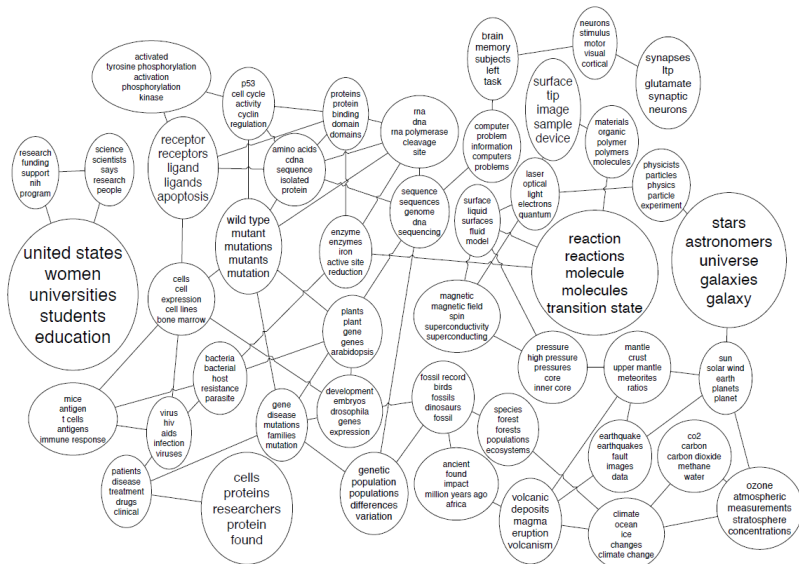 activated
tyrosine phosphorylation
activation
phosphorylation
kinase
p53
cell cycle
activity
cyclin
regulation
proteins
protein
binding
domain
domains
rna
dna
rna polymerase
cleavage
site
brain
memory
subjects
left
task
neurons
stimulus
motor
visual
cortical
synapses
ltp
glutamate
synaptic
neurons
surface
tip
image
sample
device
research
funding
support
nih
program
science
scientists
says
research
people
receptor
receptors
ligand
ligands
apoptosis
amino acids
cdna
sequence
isolated
protein
computer
problem
information
computers
problems
materials
organic
polymer
polymers
molecules
laser
optical
light
electrons
quantum
physicists
particles
physics
particle
experiment
united states
women
universities
students
education
wild type
mutant
mutations
mutants
mutation
enzyme
enzymes
iron
active site
reduction
sequence
sequences
genome
dna
sequencing
surface
liquid
surfaces
fluid
model
reaction
reactions
molecule
molecules
transition state
stars
astronomers
universe
galaxies
galaxy
cells
cell
expression
cell lines
bone marrow
plants
plant
gene
genes
arabidopsis
magnetic
magnetic field
spin
superconductivity
superconducting
pressure
high pressure
pressures
core
inner core
mantle
crust
upper mantle
meteorites
ratios
sun
solar wind
earth
planets
planet
bacteria
bacterial
host
resistance
parasite
mice
antigen
t cells
antigens
immune response
virus
hiv
aids
infection
viruses
gene
disease
mutations
families
mutation
development
embryos
drosophila
genes
expression
fossil record
birds
fossils
dinosaurs
fossil
species
forest
forests
populations
ecosystems
earthquake
earthquakes
fault
images
data
co2
carbon
carbon dioxide
methane
water
patients
disease
treatment
drugs
clinical
cells
proteins
researchers
protein
found
genetic
population
populations
differences
variation
ancient
found
impact
million years ago
africa
volcanic
deposits
magma
eruption
volcanism
climate
ocean
ice
changes
climate change
ozone
atmospheric
measurements
stratosphere
concentrations